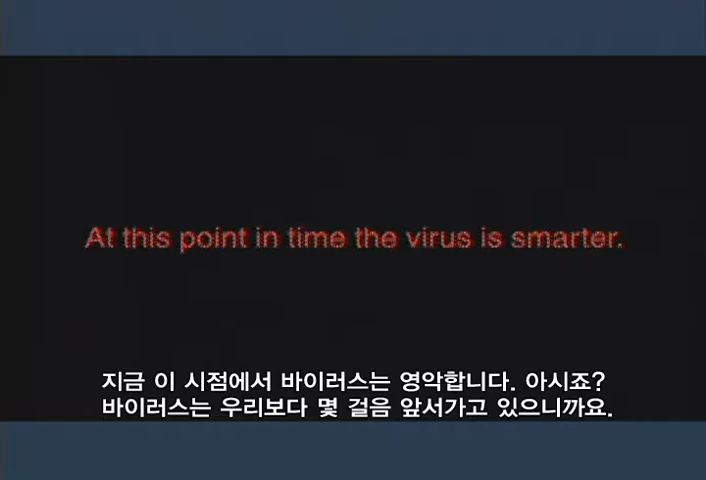 At this point in time the virus is smarter.
지금 이 시점에서 바이러스는 영악합니다. 아시죠?
바이러스는 우리보다 몇 걸음 앞서가고 있으니까요.